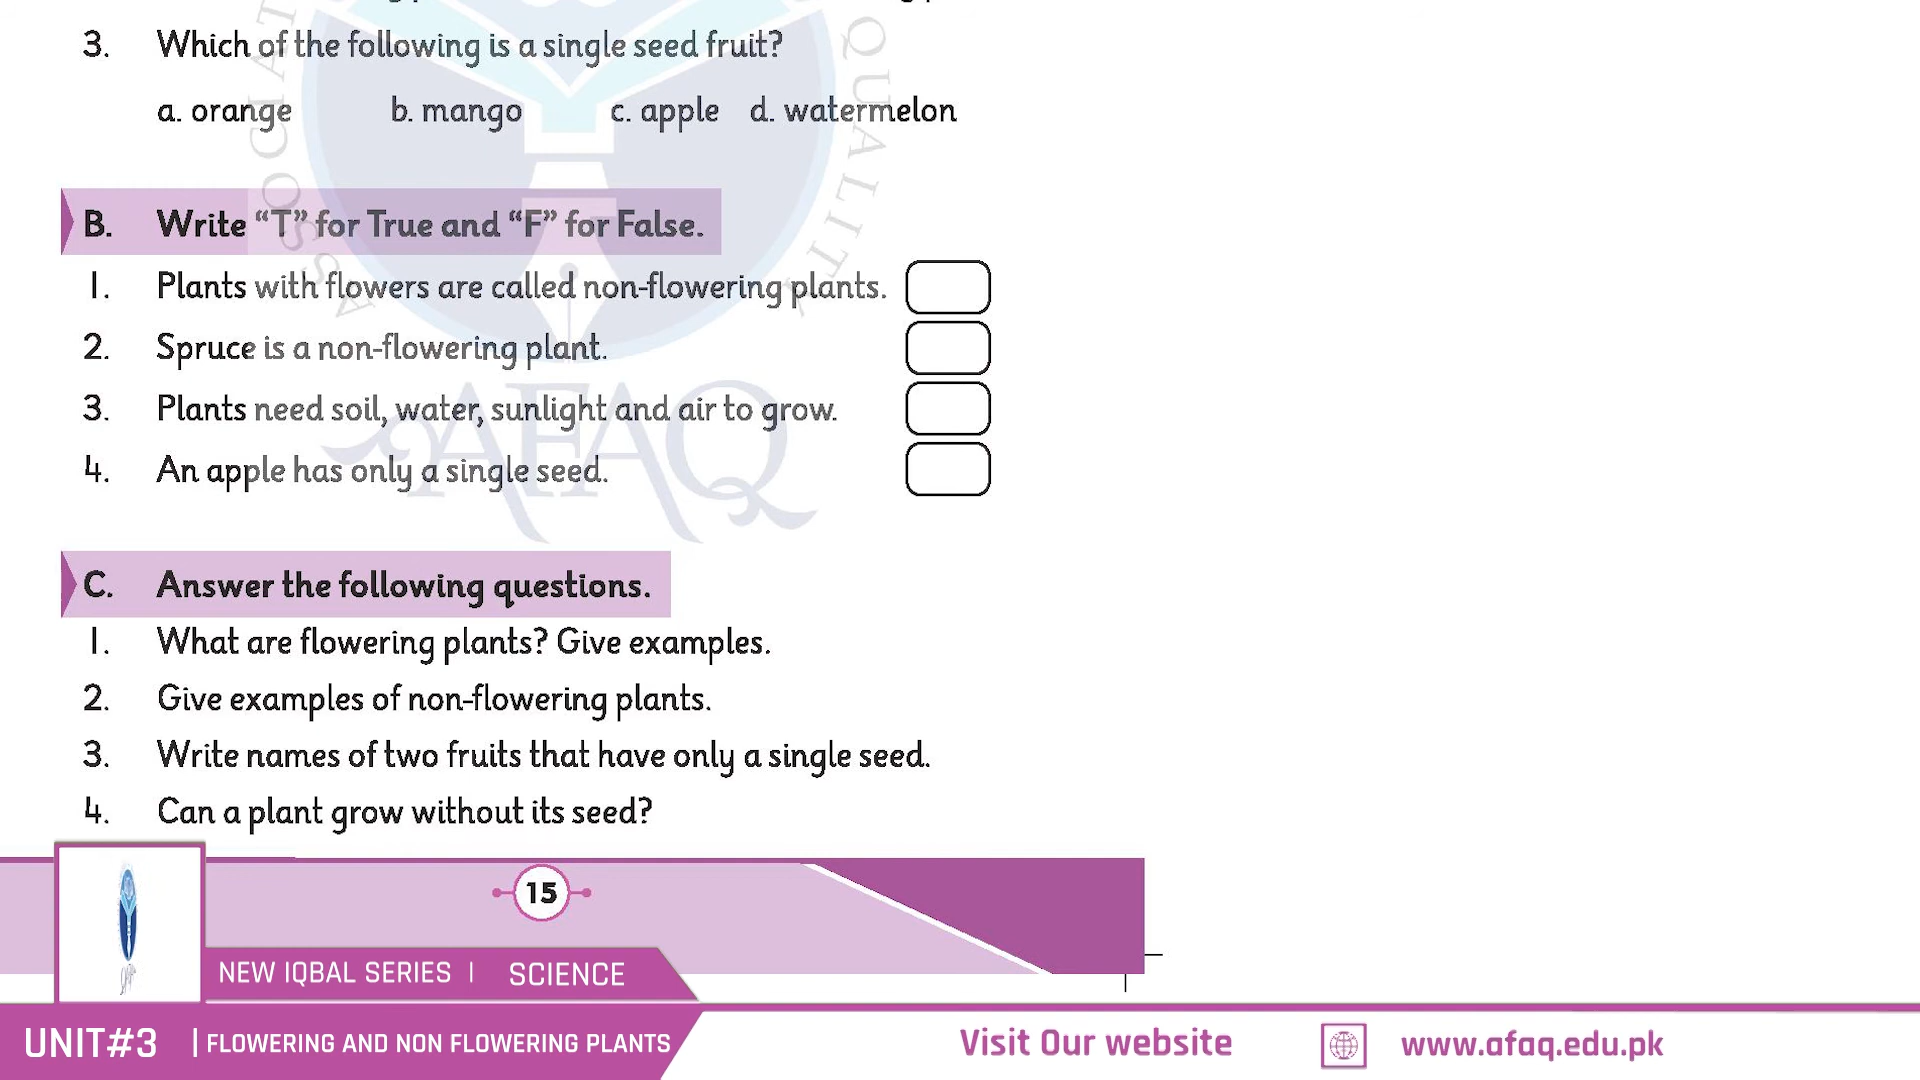 3. Which of the following is a single seed fruit?
a. orange b. mango c. apple d. watermelon
B. Write “T” for True and “F” for False.
1. Plants with flowers are called non-flowering plants.
2. Spruce is a non-flowering plant.
3. Plants need soil, water, sunlight and air to grow.
4. An apple has only a single seed.
AFAQ
C. Answer the following questions.
1. What are flowering plants? Give examples.
2. Give examples of non-flowering plants.
3. Write names of two fruits that have only a single seed.
4. Can a plant grow without its seed?
15
NEW IQBAL SERIES | SCIENCE
UNIT#3 | FLOWERING AND NON FLOWERING PLANTS
Visit Our website www.afaq.edu.pk